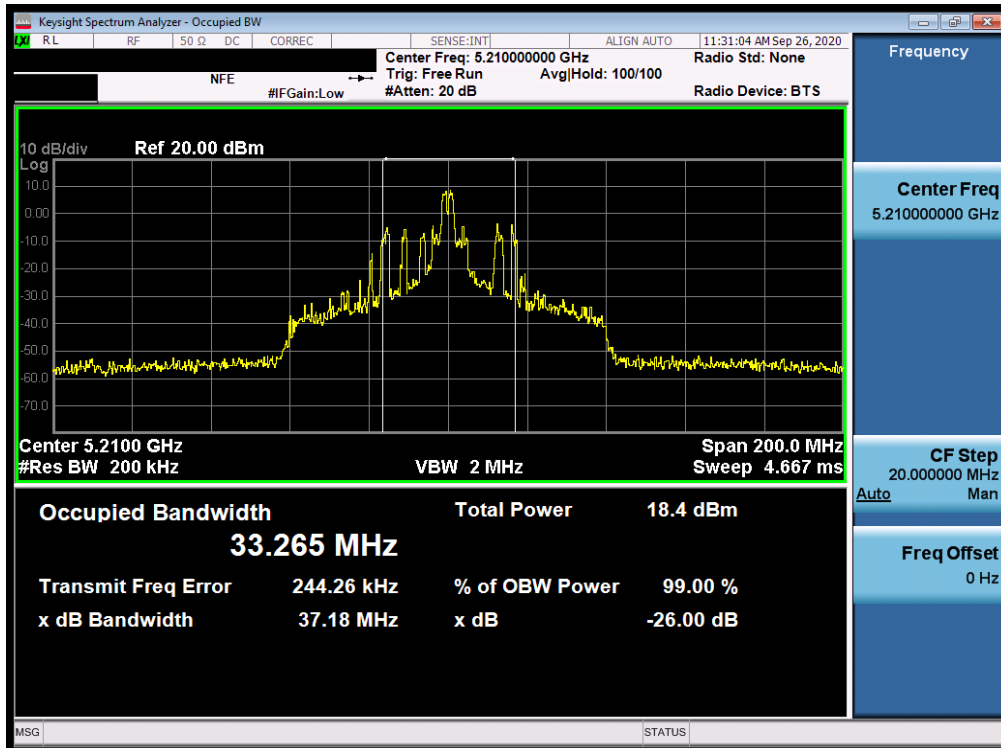 Keysight Spectrum Analyzer - Occupied BW
LXI RL RF 50 Ω DC CORREC SENSE:INT ALIGN AUTO 11:31:04 AM Sep 26, 2020
Center Freq: 5.210000000 GHz Radio Std: None
NFE Trig: Free Run Avg|Hold: 100/100
#IFGain:Low #Atten: 20 dB Radio Device: BTS
10 dB/div Ref 20.00 dBm
Log
10.0
0.00
-10.0
-20.0
-30.0
-40.0
-50.0
-60.0
-70.0
Center 5.2100 GHz Span 200.0 MHz
#Res BW 200 kHz VBW 2 MHz Sweep 4.667 ms
Occupied Bandwidth Total Power 18.4 dBm
33.265 MHz
Transmit Freq Error 244.26 kHz % of OBW Power 99.00 %
x dB Bandwidth 37.18 MHz x dB -26.00 dB
MSG STATUS
Frequency
Center Freq
5.210000000 GHz
CF Step
20.000000 MHz
Auto Man
Freq Offset
0 Hz